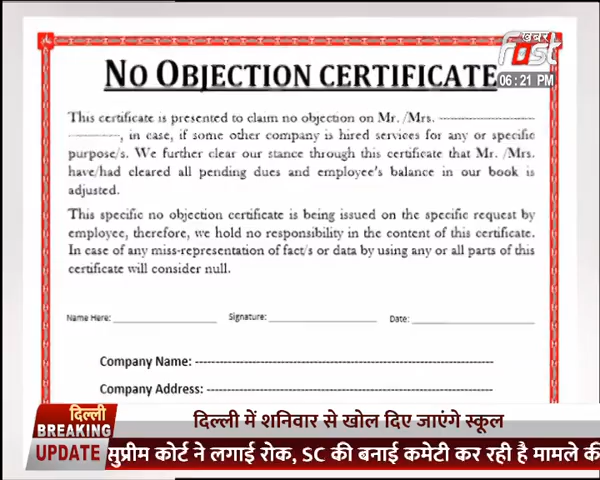 खबर
fast
06:21 PM
NO OBJECTION CERTIFICATE
This certificate is presented to claim no objection on Mr. /Mrs. --------------------
------------, in case, if some other company is hired services for any or specific
purpose/s. We further clear our stance through this certificate that Mr. /Mrs.
have/had cleared all pending dues and employee's balance in our book is
adjusted.
This specific no objection certificate is being issued on the specific request by
employee, therefore, we hold no responsibility in the content of this certificate.
In case of any miss-representation of fact/s or data by using any or all parts of this
certificate will consider null.
Name Here: ____________________ Signature: ____________________ Date: ____________________
Company Name: ------------------------------------------------------------
Company Address: ----------------------------------------------------------
दिल्ली
दिल्ली में शनिवार से खोल दिए जाएंगे स्कूल
BREAKING
UPDATE
सुप्रीम कोर्ट ने लगाई रोक, SC की बनाई कमेटी कर रही है मामले की